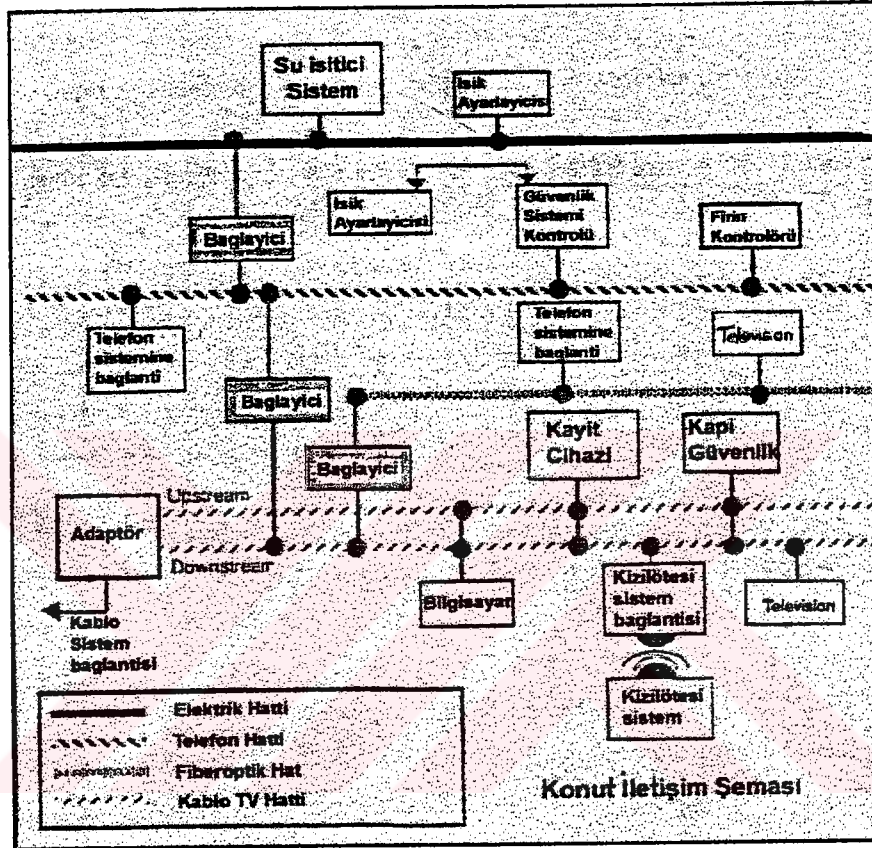 Su isitici
Sistem
Isik
Ayarlayicisi
Isik
Ayarlayicisi
Güvenlik
Sistemi
Kontrolü
Firin
Kontrolörü
Baglayici
Telefon
sistemine
baglanti
Telefon
sistemine
baglanti
Television
Baglayici
Kayit
Cihazi
Kapi
Güvenlik
Baglayici
Upstream
Adaptör
Downstream
Bilgisayar
Kizilötesi
sistem
baglantisi
Television
Kablo
Sistem
baglantisi
Kizilötesi
sistem
Elektrik Hatti
Telefon Hatti
Fiberoptik Hat
Kablo TV Hatti
Konut İletişim Şeması